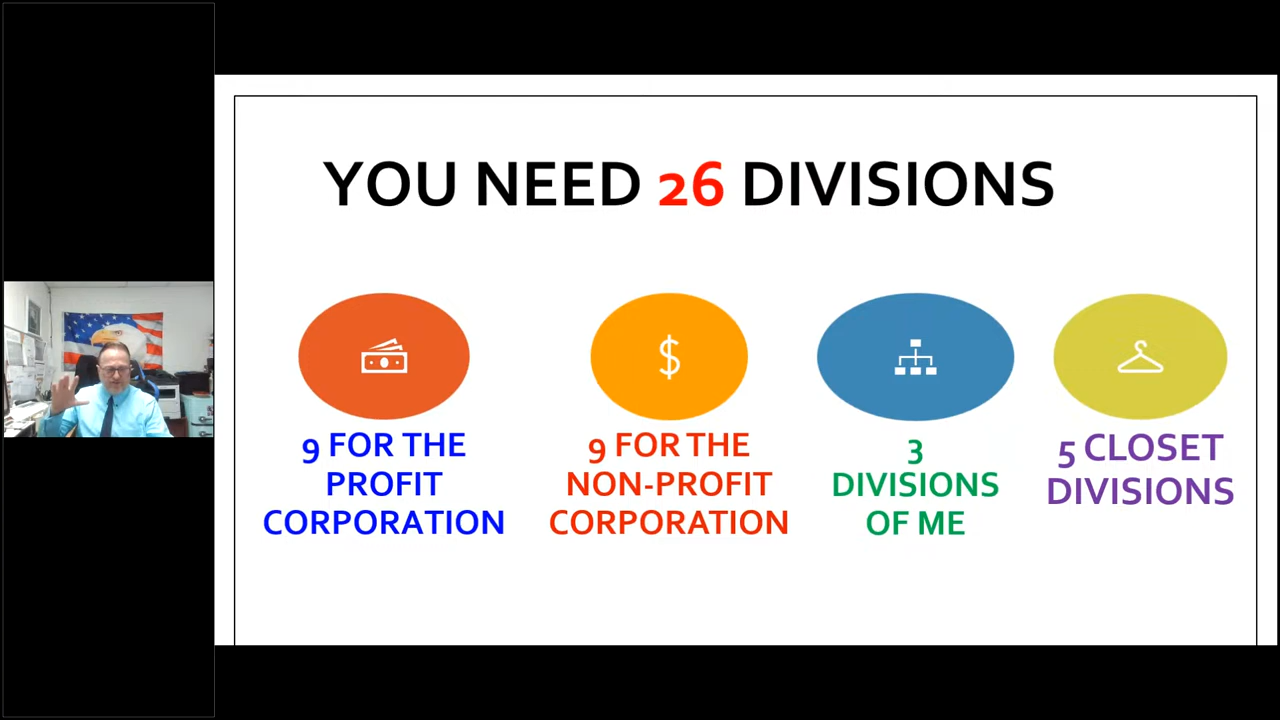 YOU NEED 26 DIVISIONS
9 FOR THE
PROFIT
CORPORATION
9 FOR THE
NON-PROFIT
CORPORATION
3
DIVISIONS
OF ME
5 CLOSET
DIVISIONS